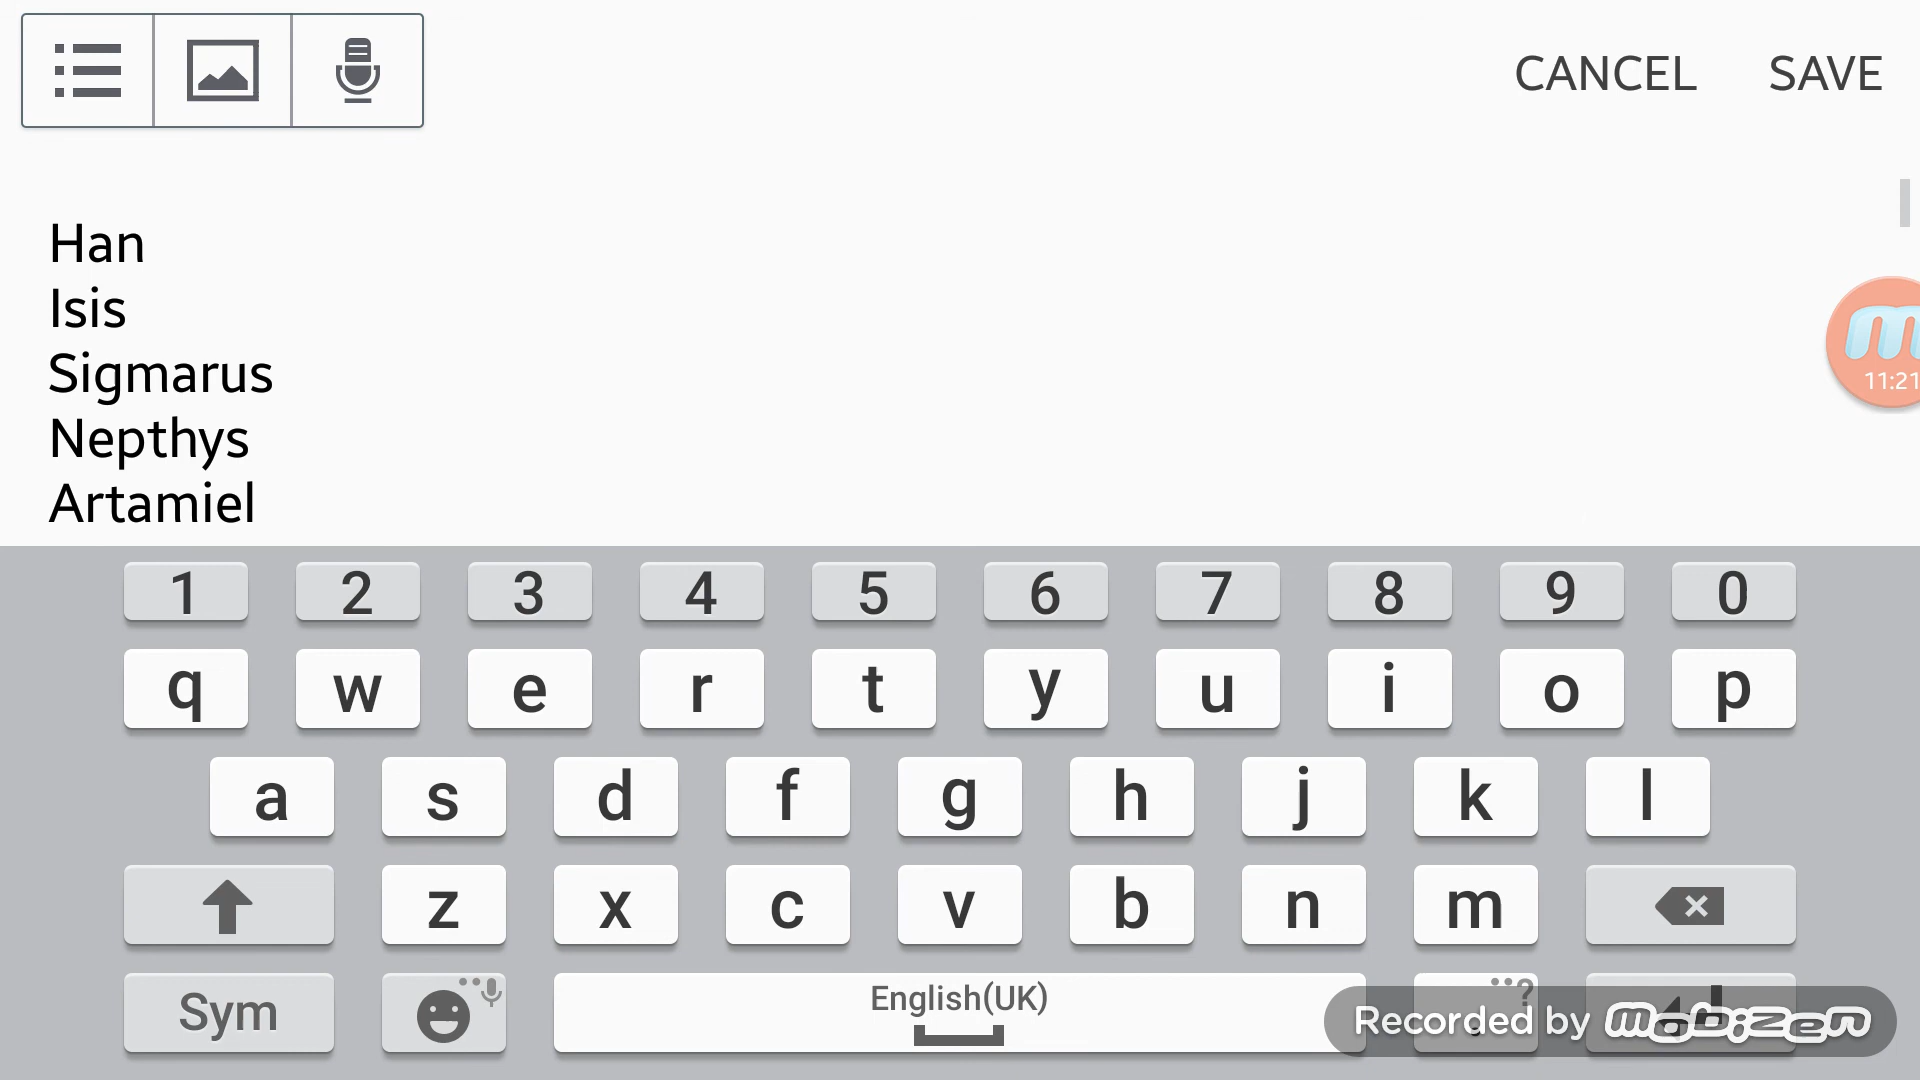 CANCEL SAVE
Han
Isis
Sigmarus
Nepthys
Artamiel
11:21
1 2 3 4 5 6 7 8 9 0
q w e r t y u i o p
a s d f g h j k l
z x c v b n m
Sym English(UK) . ?
Recorded by mobizen